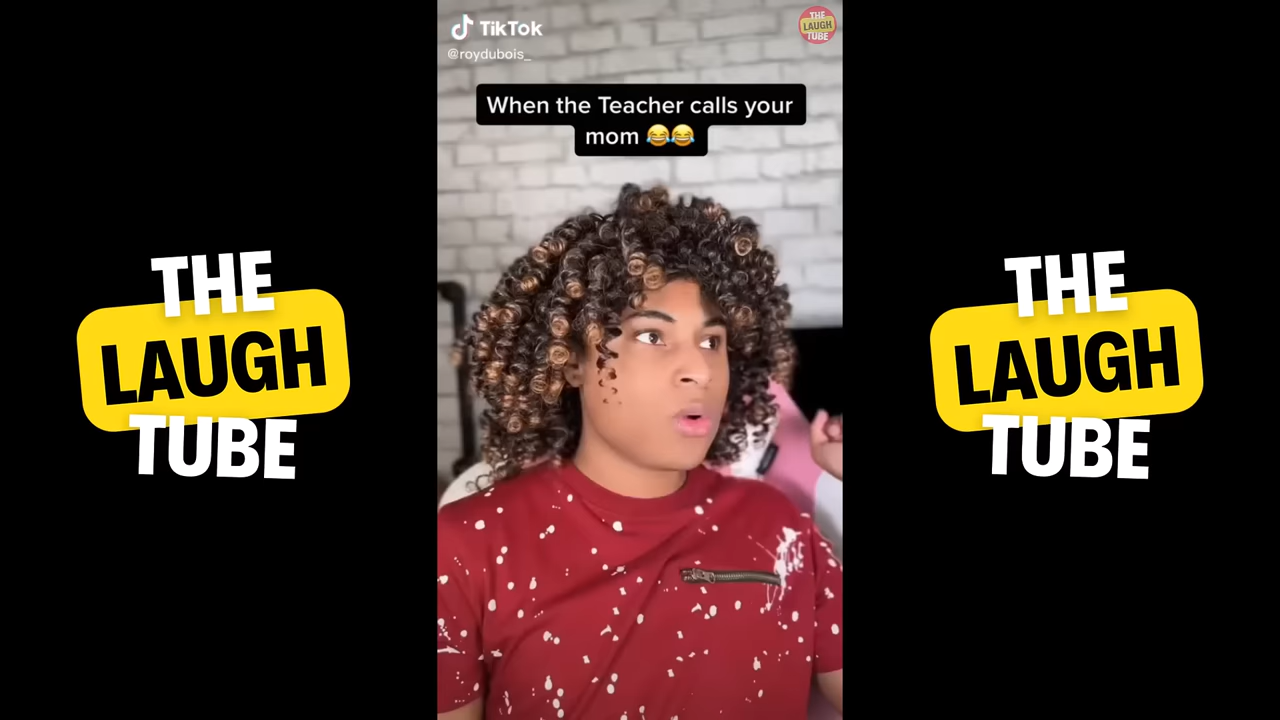 TikTok
@roydubois_
THE
LAUGH
TUBE
When the Teacher calls your
mom 😂😂
THE
LAUGH
TUBE
THE
LAUGH
TUBE